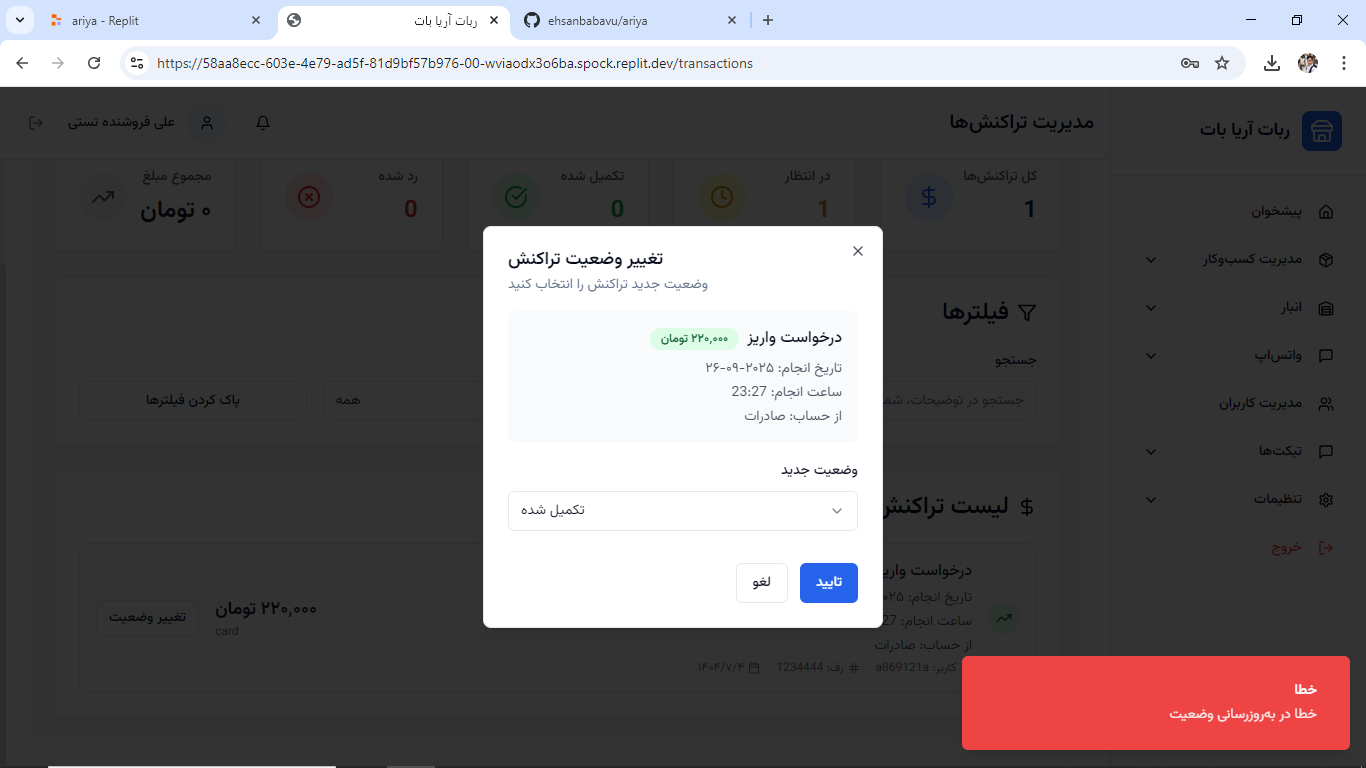 ariya - Replit
ربات آریا بات
ehsanbabavu/ariya
https://58aa8ecc-603e-4e79-ad5f-81d9bf57b976-00-wviaodx3o6ba.spock.replit.dev/transactions
ربات آریا بات
مدیریت تراکنش‌ها
علی فروشنده تستی
پیشخوان
مدیریت کسب‌وکار
انبار
واتس‌اپ
مدیریت کاربران
تیکت‌ها
تنظیمات
خروج
کل تراکنش‌ها
1
در انتظار
1
تکمیل شده
0
رد شده
0
مجموع مبلغ
۰ تومان
فیلترها
جستجو
جستجو در توضیحات، شم
همه
پاک کردن فیلترها
لیست تراکنش
درخواست واریز
تاریخ انجام: ۲۵
ساعت انجام: 27
از حساب: صادرات
کاربر: a869121a
رف: 1234444
۱۴۰۴/۷/۴
۲۲۰,۰۰۰ تومان
card
تغییر وضعیت
تغییر وضعیت تراکنش
وضعیت جدید تراکنش را انتخاب کنید
درخواست واریز ۲۲۰,۰۰۰ تومان
تاریخ انجام: ۲۰۲۵-۰۹-۲۶
ساعت انجام: 23:27
از حساب: صادرات
وضعیت جدید
تکمیل شده
تایید
لغو
خطا
خطا در به‌روزرسانی وضعیت